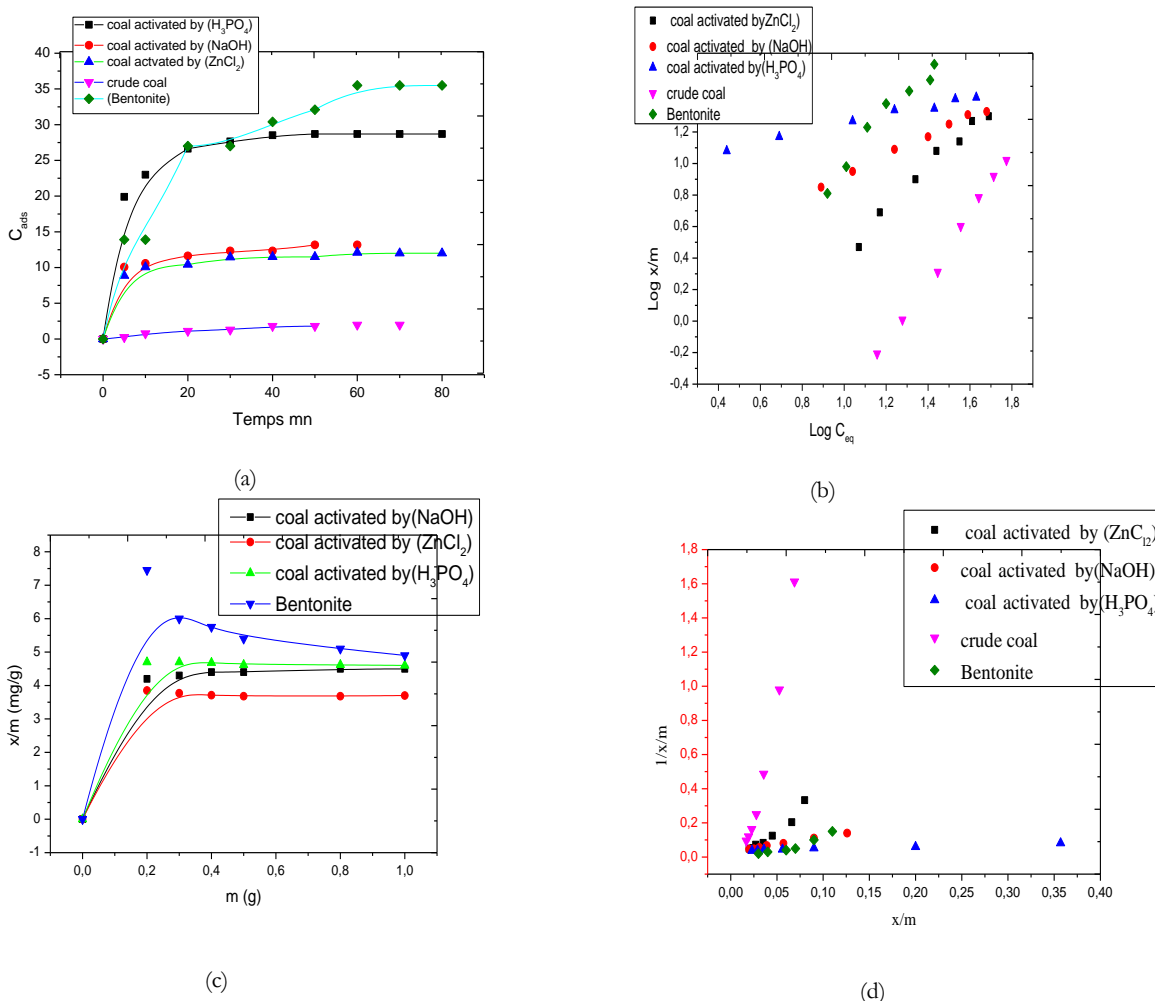 coal activated by (H₃PO₄)
coal activated by (NaOH)
coal actvated by (ZnCl₂)
crude coal
(Bentonite)
40
35
30
25
20
15
10
5
0
-5
C_ads
0
20
40
60
80
Temps mn
(a)
coal activated byZnCl₂)
coal activated by (NaOH)
coal activated by(H₃PO₄)
crude coal
Bentonite
1,2
1,0
0,8
0,6
0,4
0,2
0,0
-0,2
-0,4
Log x/m
0,4
0,6
0,8
1,0
1,2
1,4
1,6
1,8
Log C_eq
(b)
coal activated by(NaOH)
coal activated by (ZnCl₂)
coal activated by(H₃PO₄)
Bentonite
8
7
6
5
4
3
2
1
0
-1
x/m (mg/g)
0,0
0,2
0,4
0,6
0,8
1,0
m (g)
(c)
coal activated by (ZnC₁₂)
coal activated by(NaOH)
coal activated by(H₃PO₄)
crude coal
Bentonite
1,8
1,6
1,4
1,2
1,0
0,8
0,6
0,4
0,2
0,0
1/x/m
0,00
0,05
0,10
0,15
0,20
0,25
0,30
0,35
0,40
x/m
(d)